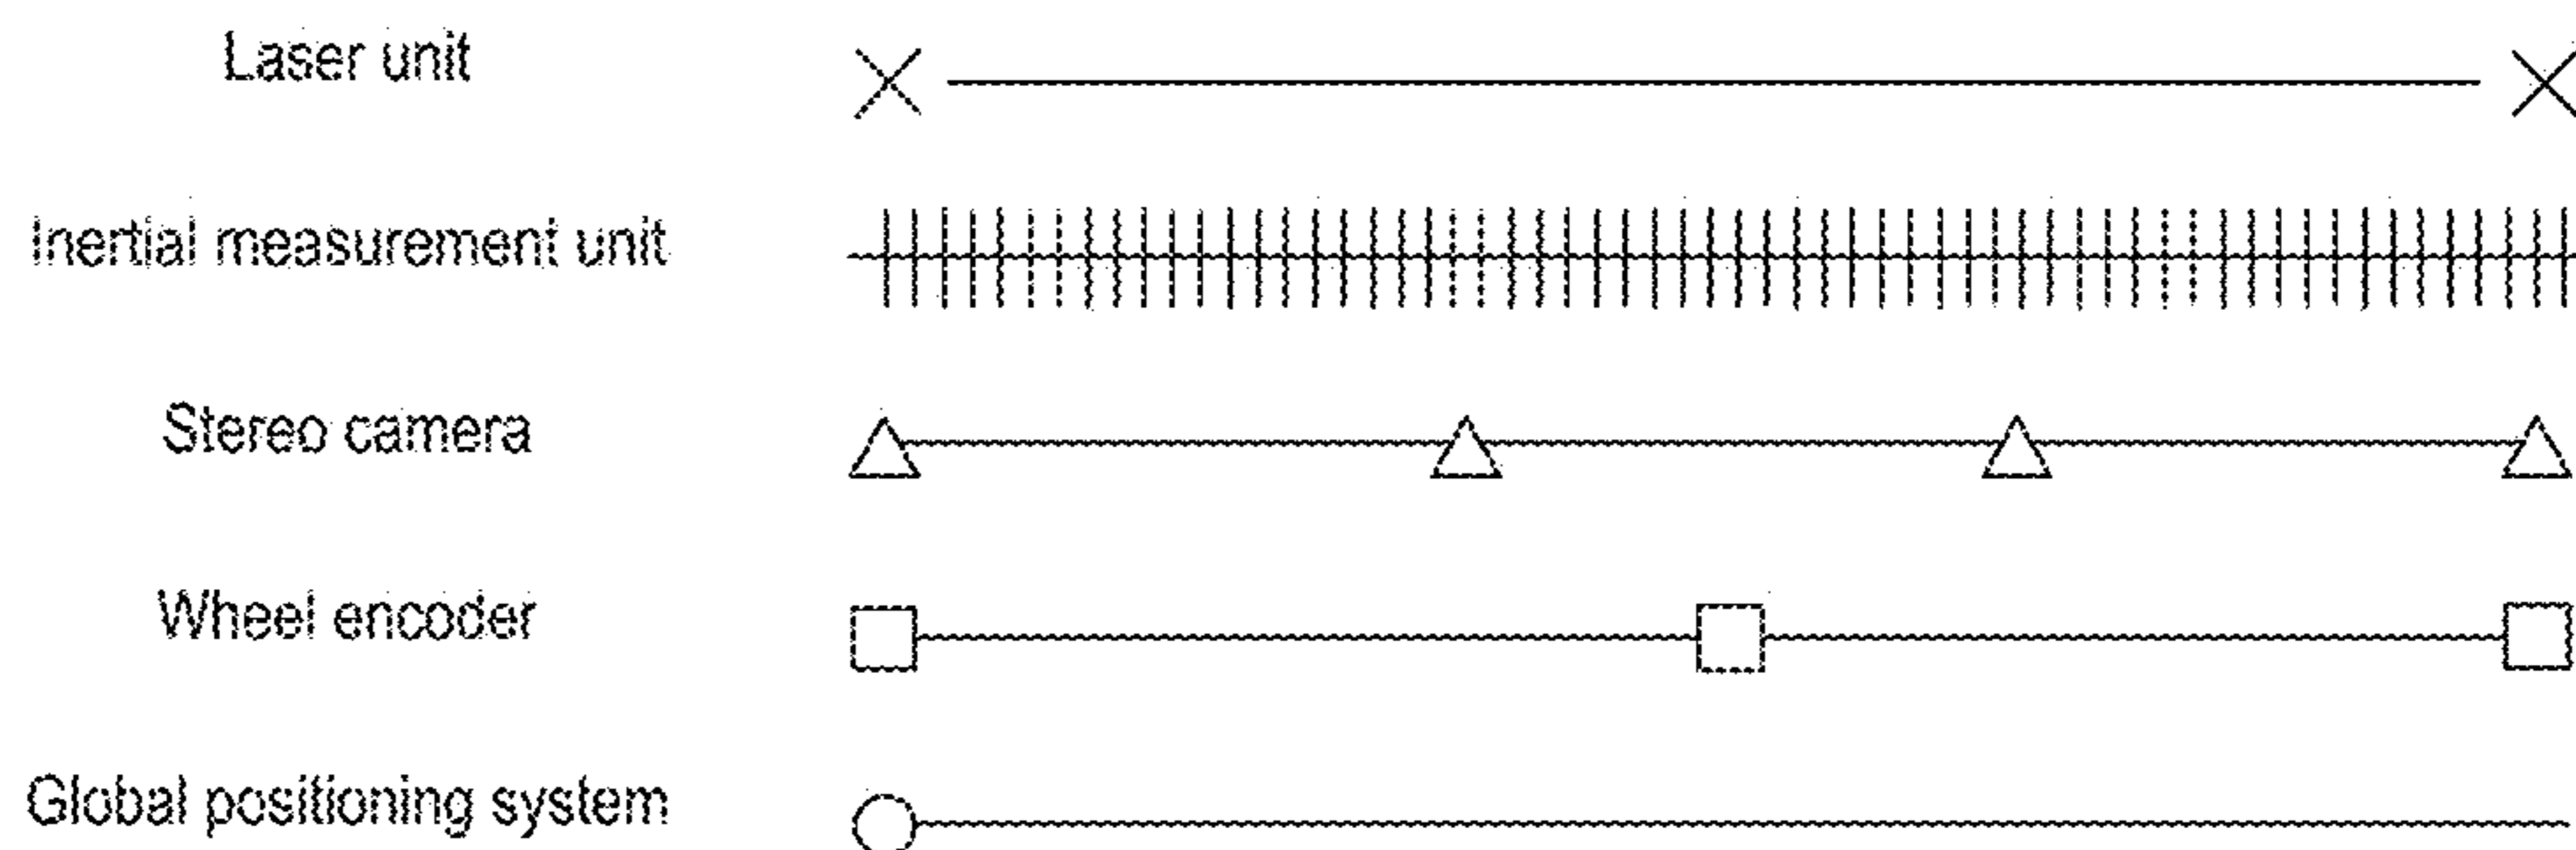 Laser unit
Inertial measurement unit
Stereo camera
Wheel encoder
Global positioning system